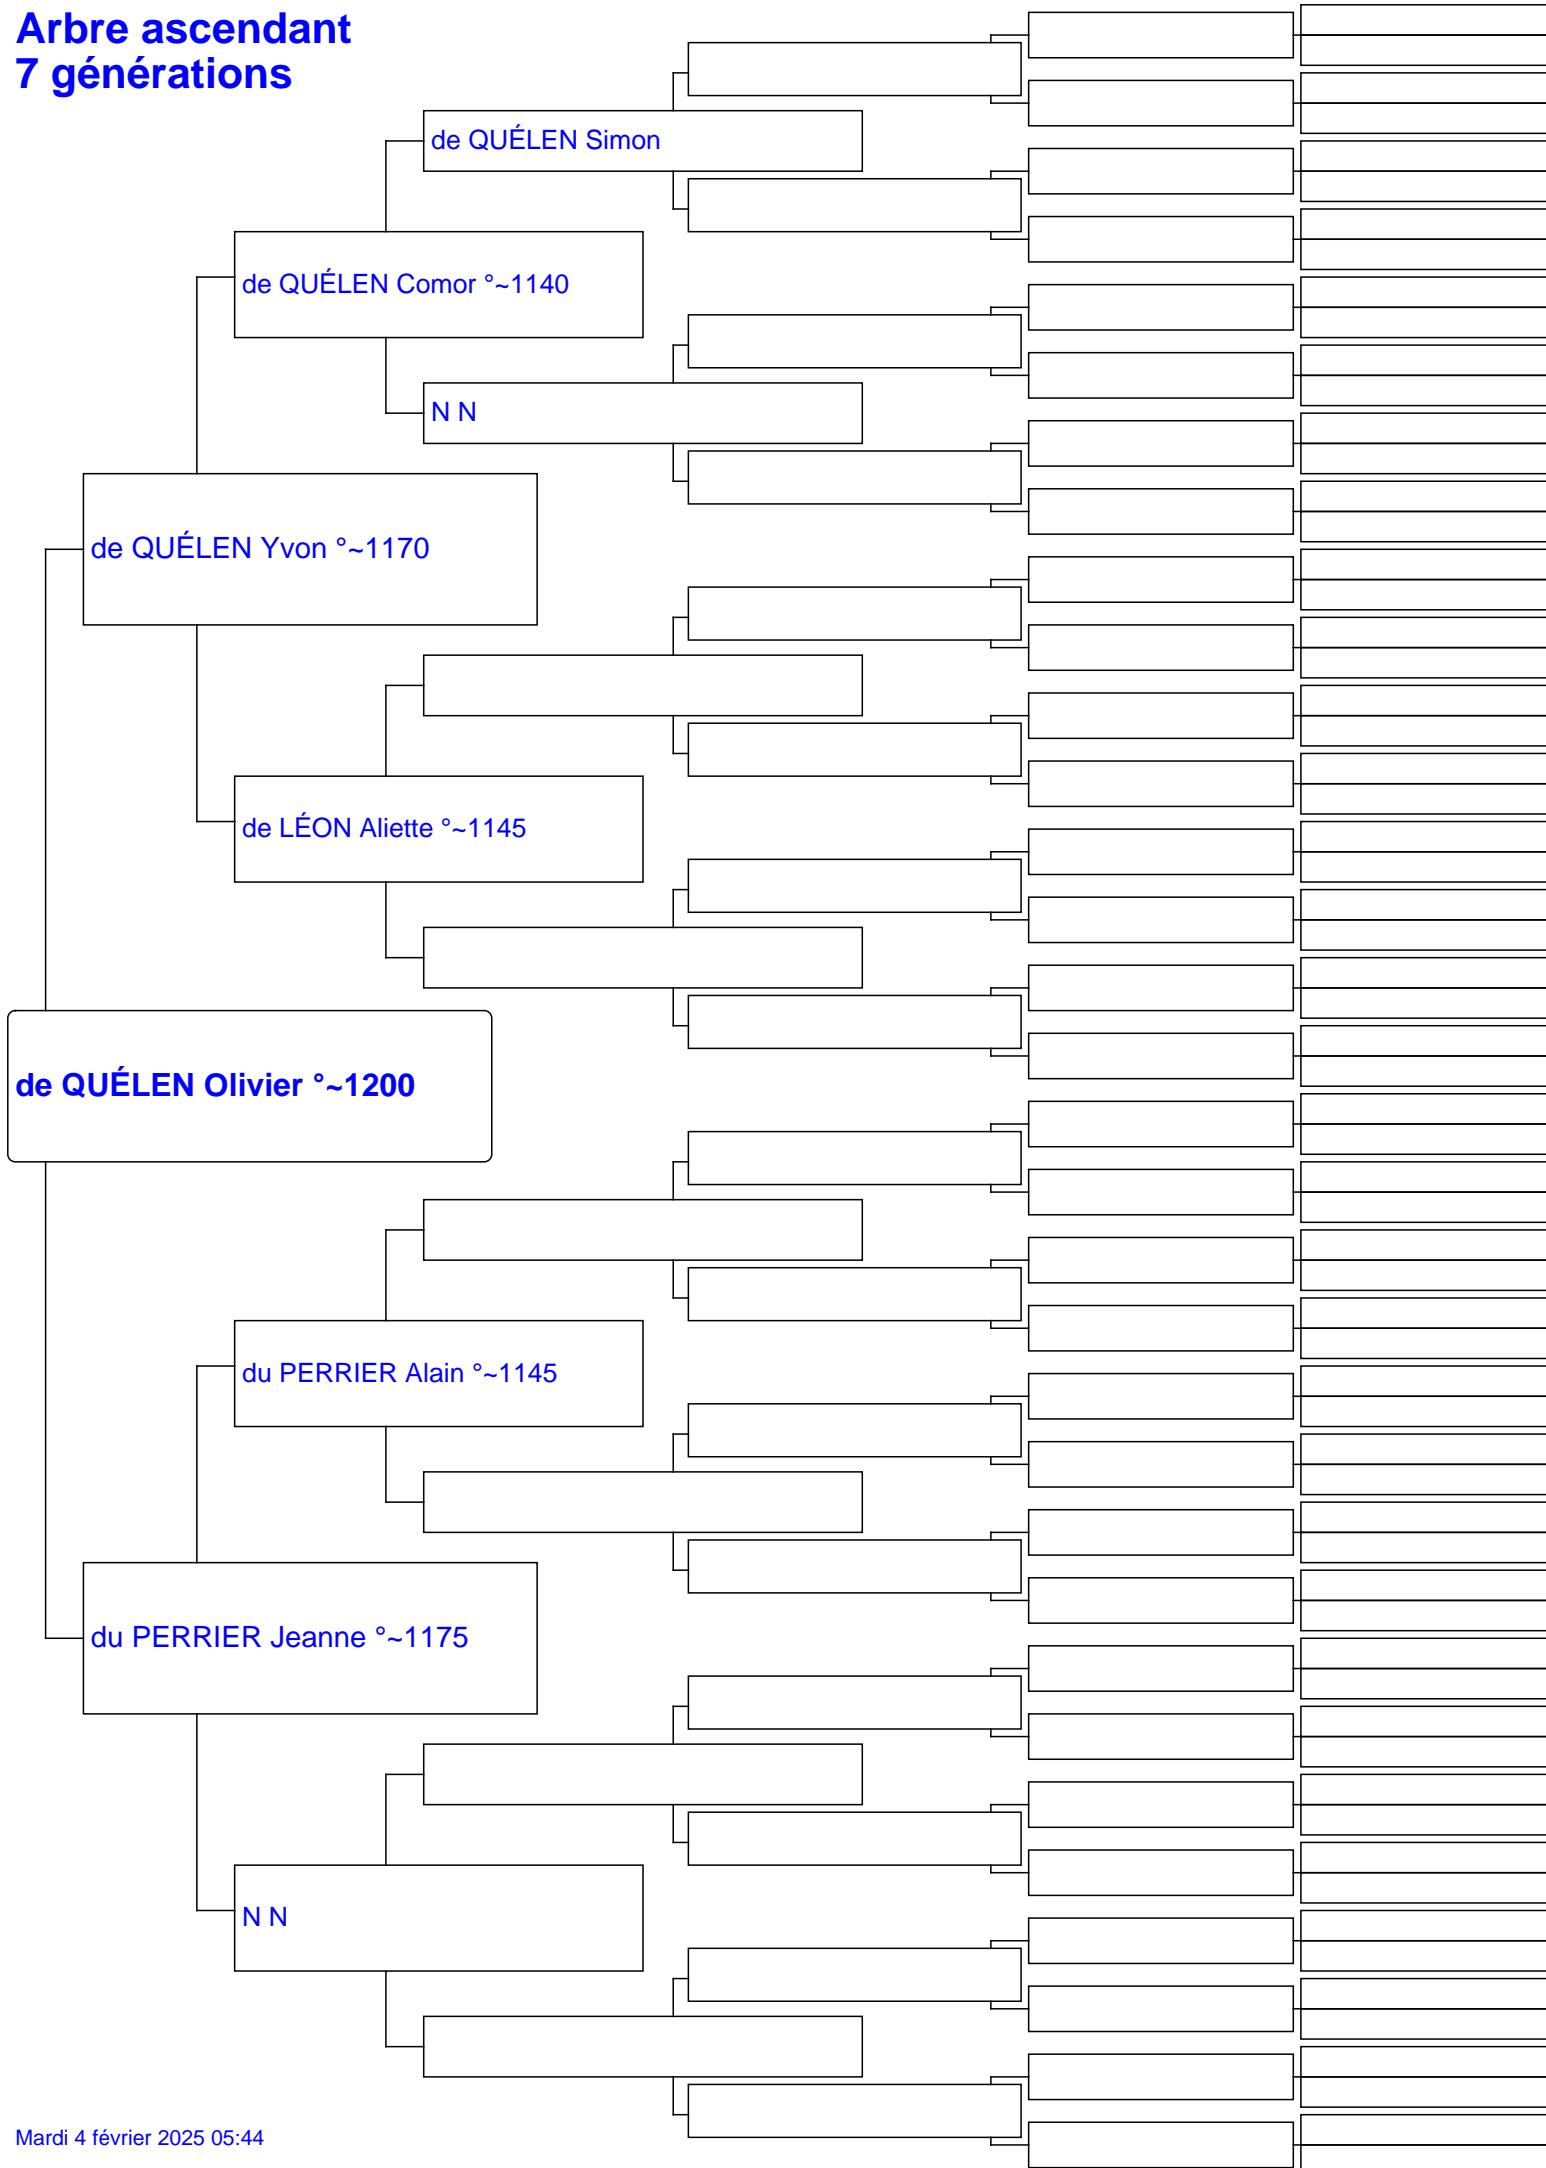 Arbre ascendant
7 générations
de QUÉLEN Simon
de QUÉLEN Comor °~1140
N N
de QUÉLEN Yvon °~1170
de LÉON Aliette °~1145
de QUÉLEN Olivier °~1200
du PERRIER Alain °~1145
du PERRIER Jeanne °~1175
N N
Mardi 4 février 2025 05:44